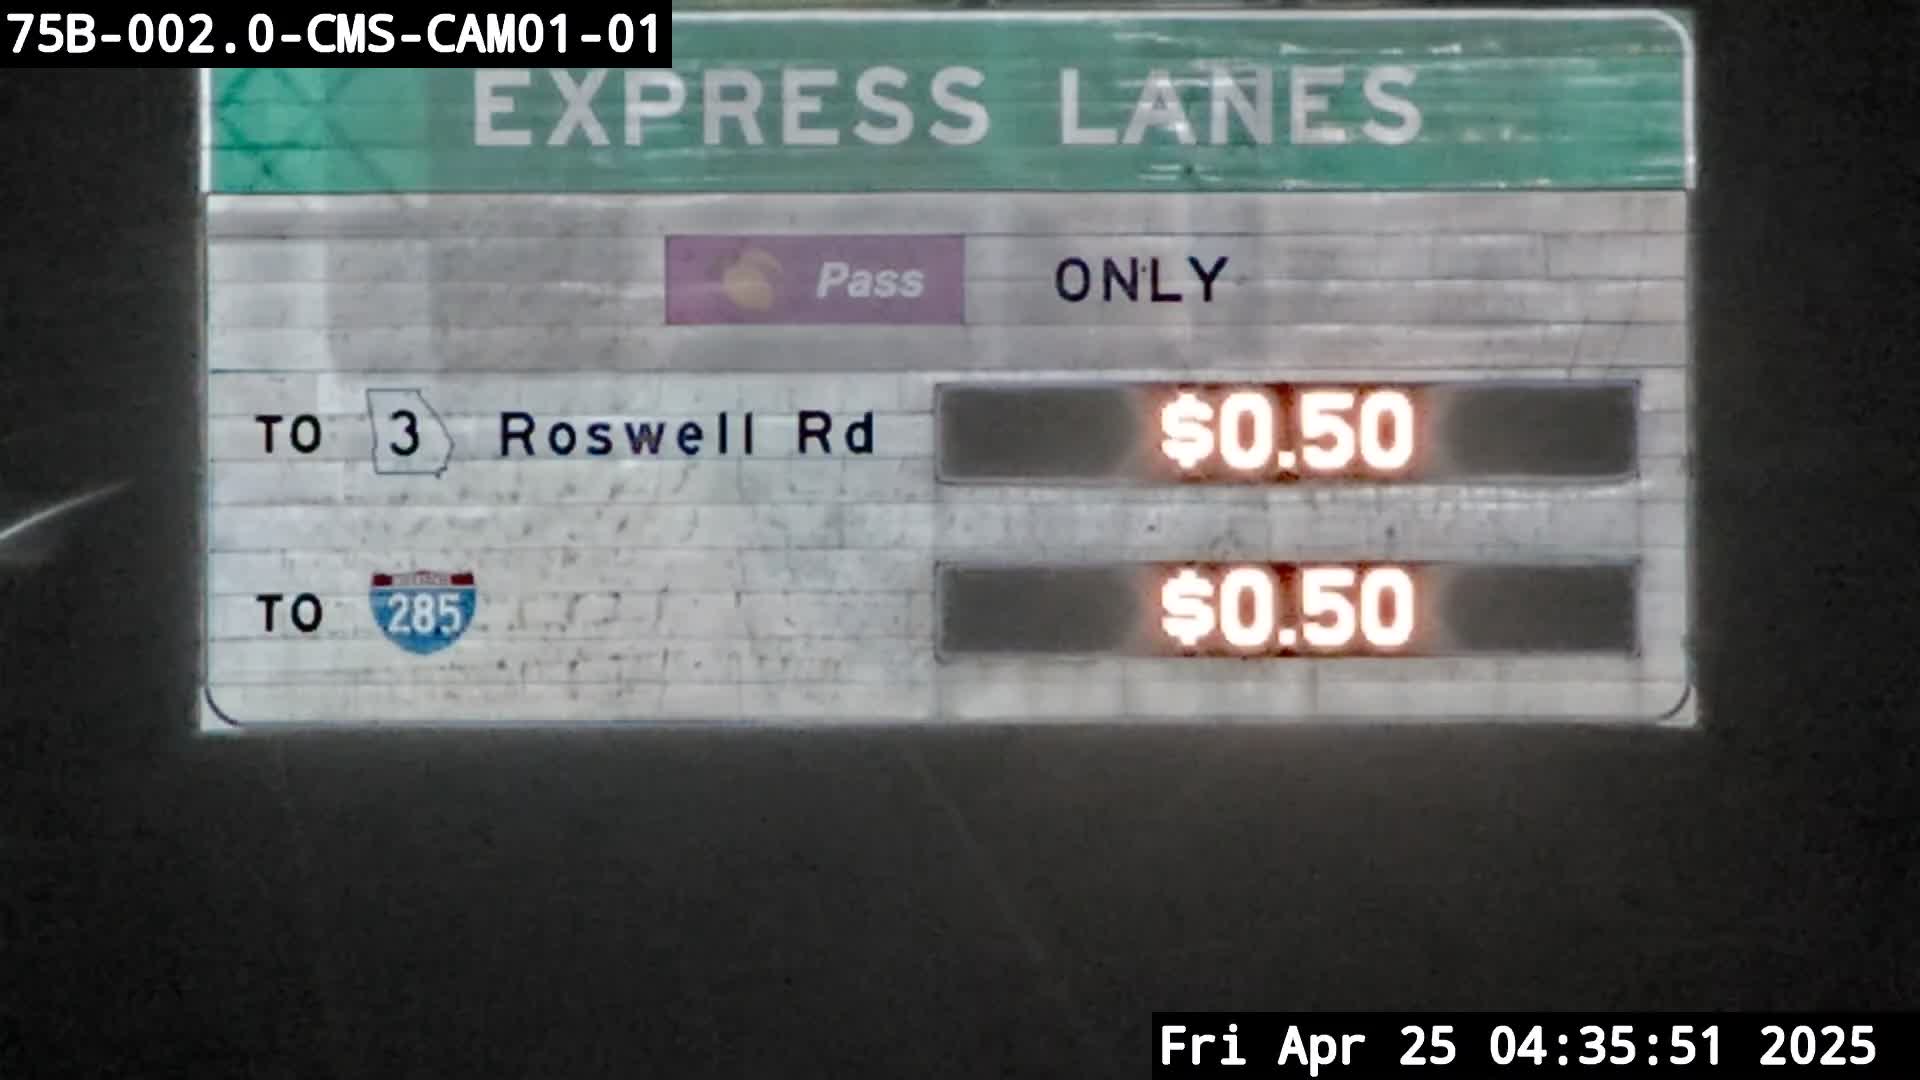 75B-002.0-CMS-CAM01-01
EXPRESS LANES
Pass ONLY
TO 3 Roswell Rd $0.50
TO 285 $0.50
Fri Apr 25 04:35:51 2025